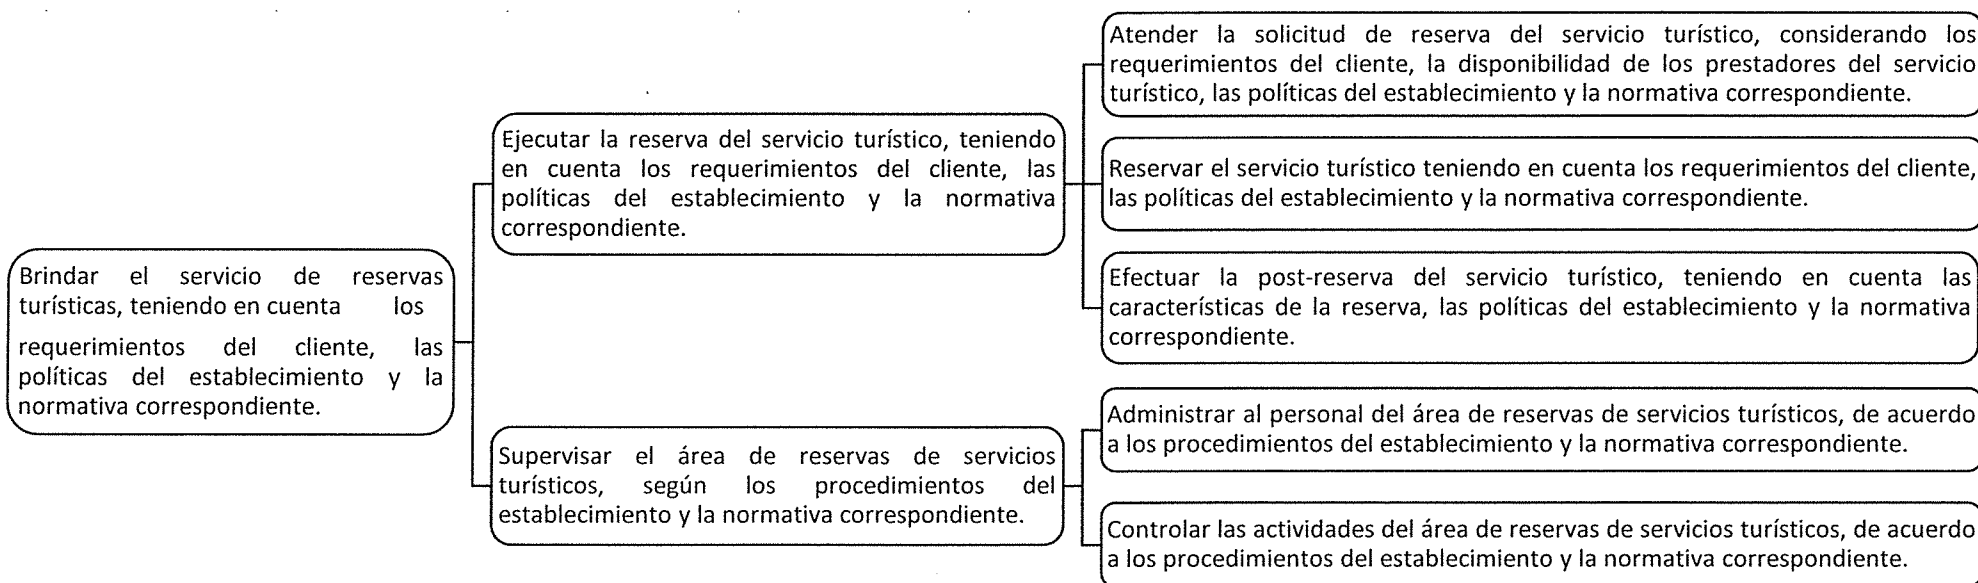 Brindar el servicio de reservas
turísticas, teniendo en cuenta los
requerimientos del cliente, las
políticas del establecimiento y la
normativa correspondiente.
Ejecutar la reserva del servicio turístico, teniendo
en cuenta los requerimientos del cliente, las
políticas del establecimiento y la normativa
correspondiente.
Atender la solicitud de reserva del servicio turístico, considerando los
requerimientos del cliente, la disponibilidad de los prestadores del servicio
turístico, las políticas del establecimiento y la normativa correspondiente.
Reservar el servicio turístico teniendo en cuenta los requerimientos del cliente,
las políticas del establecimiento y la normativa correspondiente.
Efectuar la post-reserva del servicio turístico, teniendo en cuenta las
características de la reserva, las políticas del establecimiento y la normativa
correspondiente.
Supervisar el área de reservas de servicios
turísticos, según los procedimientos del
establecimiento y la normativa correspondiente.
Administrar al personal del área de reservas de servicios turísticos, de acuerdo
a los procedimientos del establecimiento y la normativa correspondiente.
Controlar las actividades del área de reservas de servicios turísticos, de acuerdo
a los procedimientos del establecimiento y la normativa correspondiente.